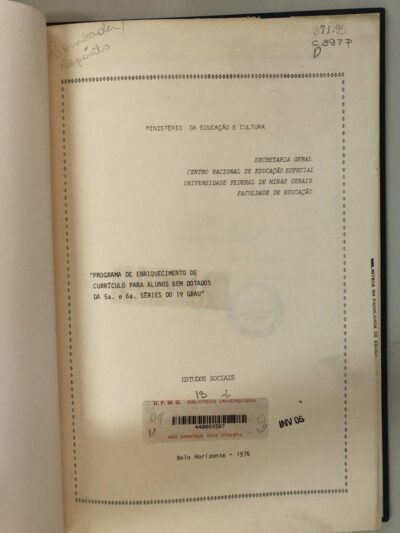 371.95
C397p
D
MINISTÉRIO DA EDUCAÇÃO E CULTURA
SECRETARIA GERAL
CENTRO NACIONAL DE EDUCAÇÃO ESPECIAL
UNIVERSIDADE FEDERAL DE MINAS GERAIS
FACULDADE DE EDUCAÇÃO
"PROGRAMA DE ENRIQUECIMENTO DE
CURRÍCULO PARA ALUNOS BEM DOTADOS
DA 5a. e 6a. SÉRIES DO 1º GRAU"
ESTUDOS SOCIAIS
U.F.M.G. - BIBLIOTECA UNIVERSITÁRIA
NÃO DANIFIQUE ESTA ETIQUETA
INV 05
Belo Horizonte - 1976